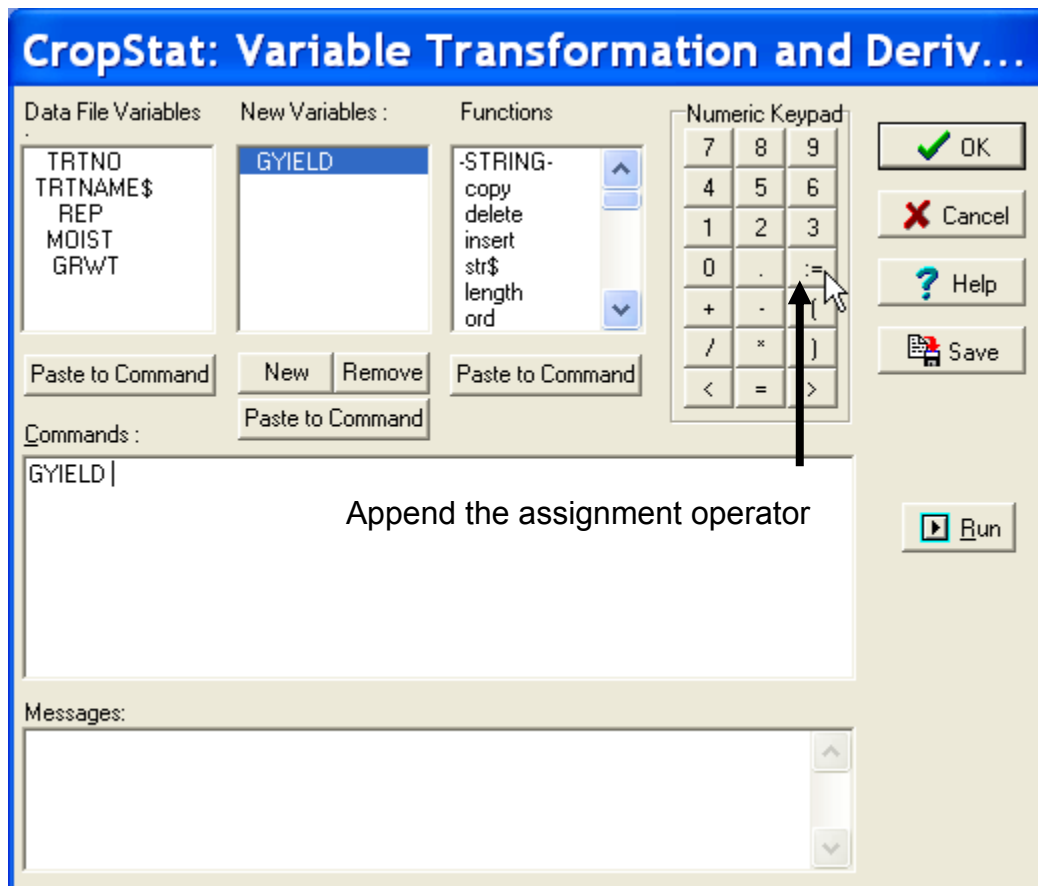 CropStat: Variable Transformation and Deriv...
Data File Variables
:
TRTNO
TRTNAME$
REP
MOIST
GRWT
Paste to Command
New Variables :
GYIELD
New
Remove
Paste to Command
Functions
-STRING-
copy
delete
insert
str$
length
ord
Paste to Command
Numeric Keypad
7 8 9
4 5 6
1 2 3
0 . :=
+ - (
/ * )
< = >
OK
Cancel
? Help
Save
Commands :
GYIELD
Append the assignment operator
Run
Messages: